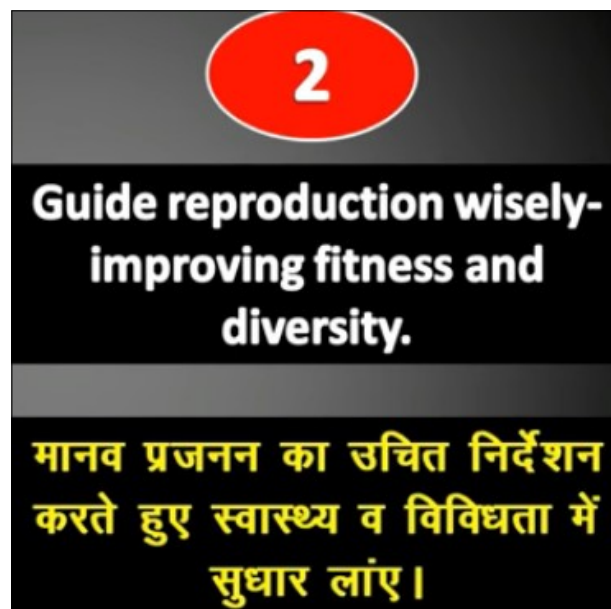 2
Guide reproduction wisely-
improving fitness and
diversity.
मानव प्रजनन का उचित निर्देशन
करते हुए स्वास्थ्य व विविधता में
सुधार लांए।